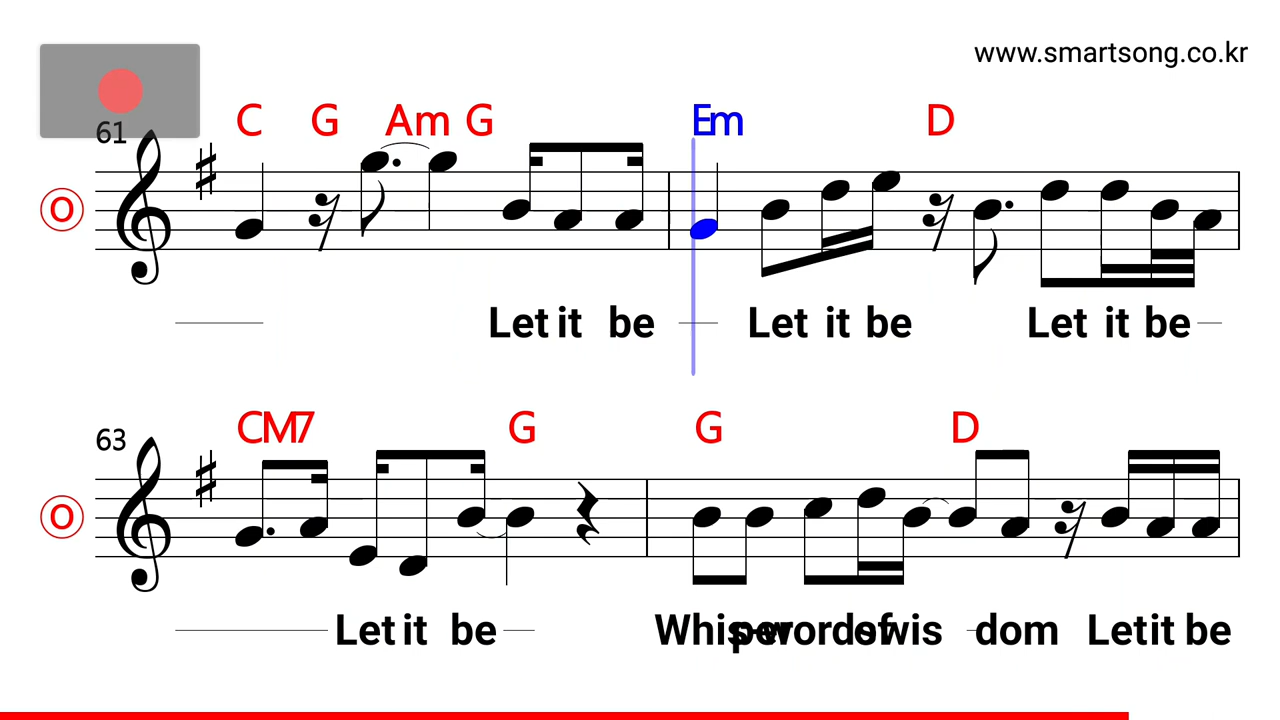 www.smartsong.co.kr
C G Am G Em D
61
O
Let it be Let it be Let it be
CM7 G G D
63
O
Let it be Whisper words of wis dom Let it be